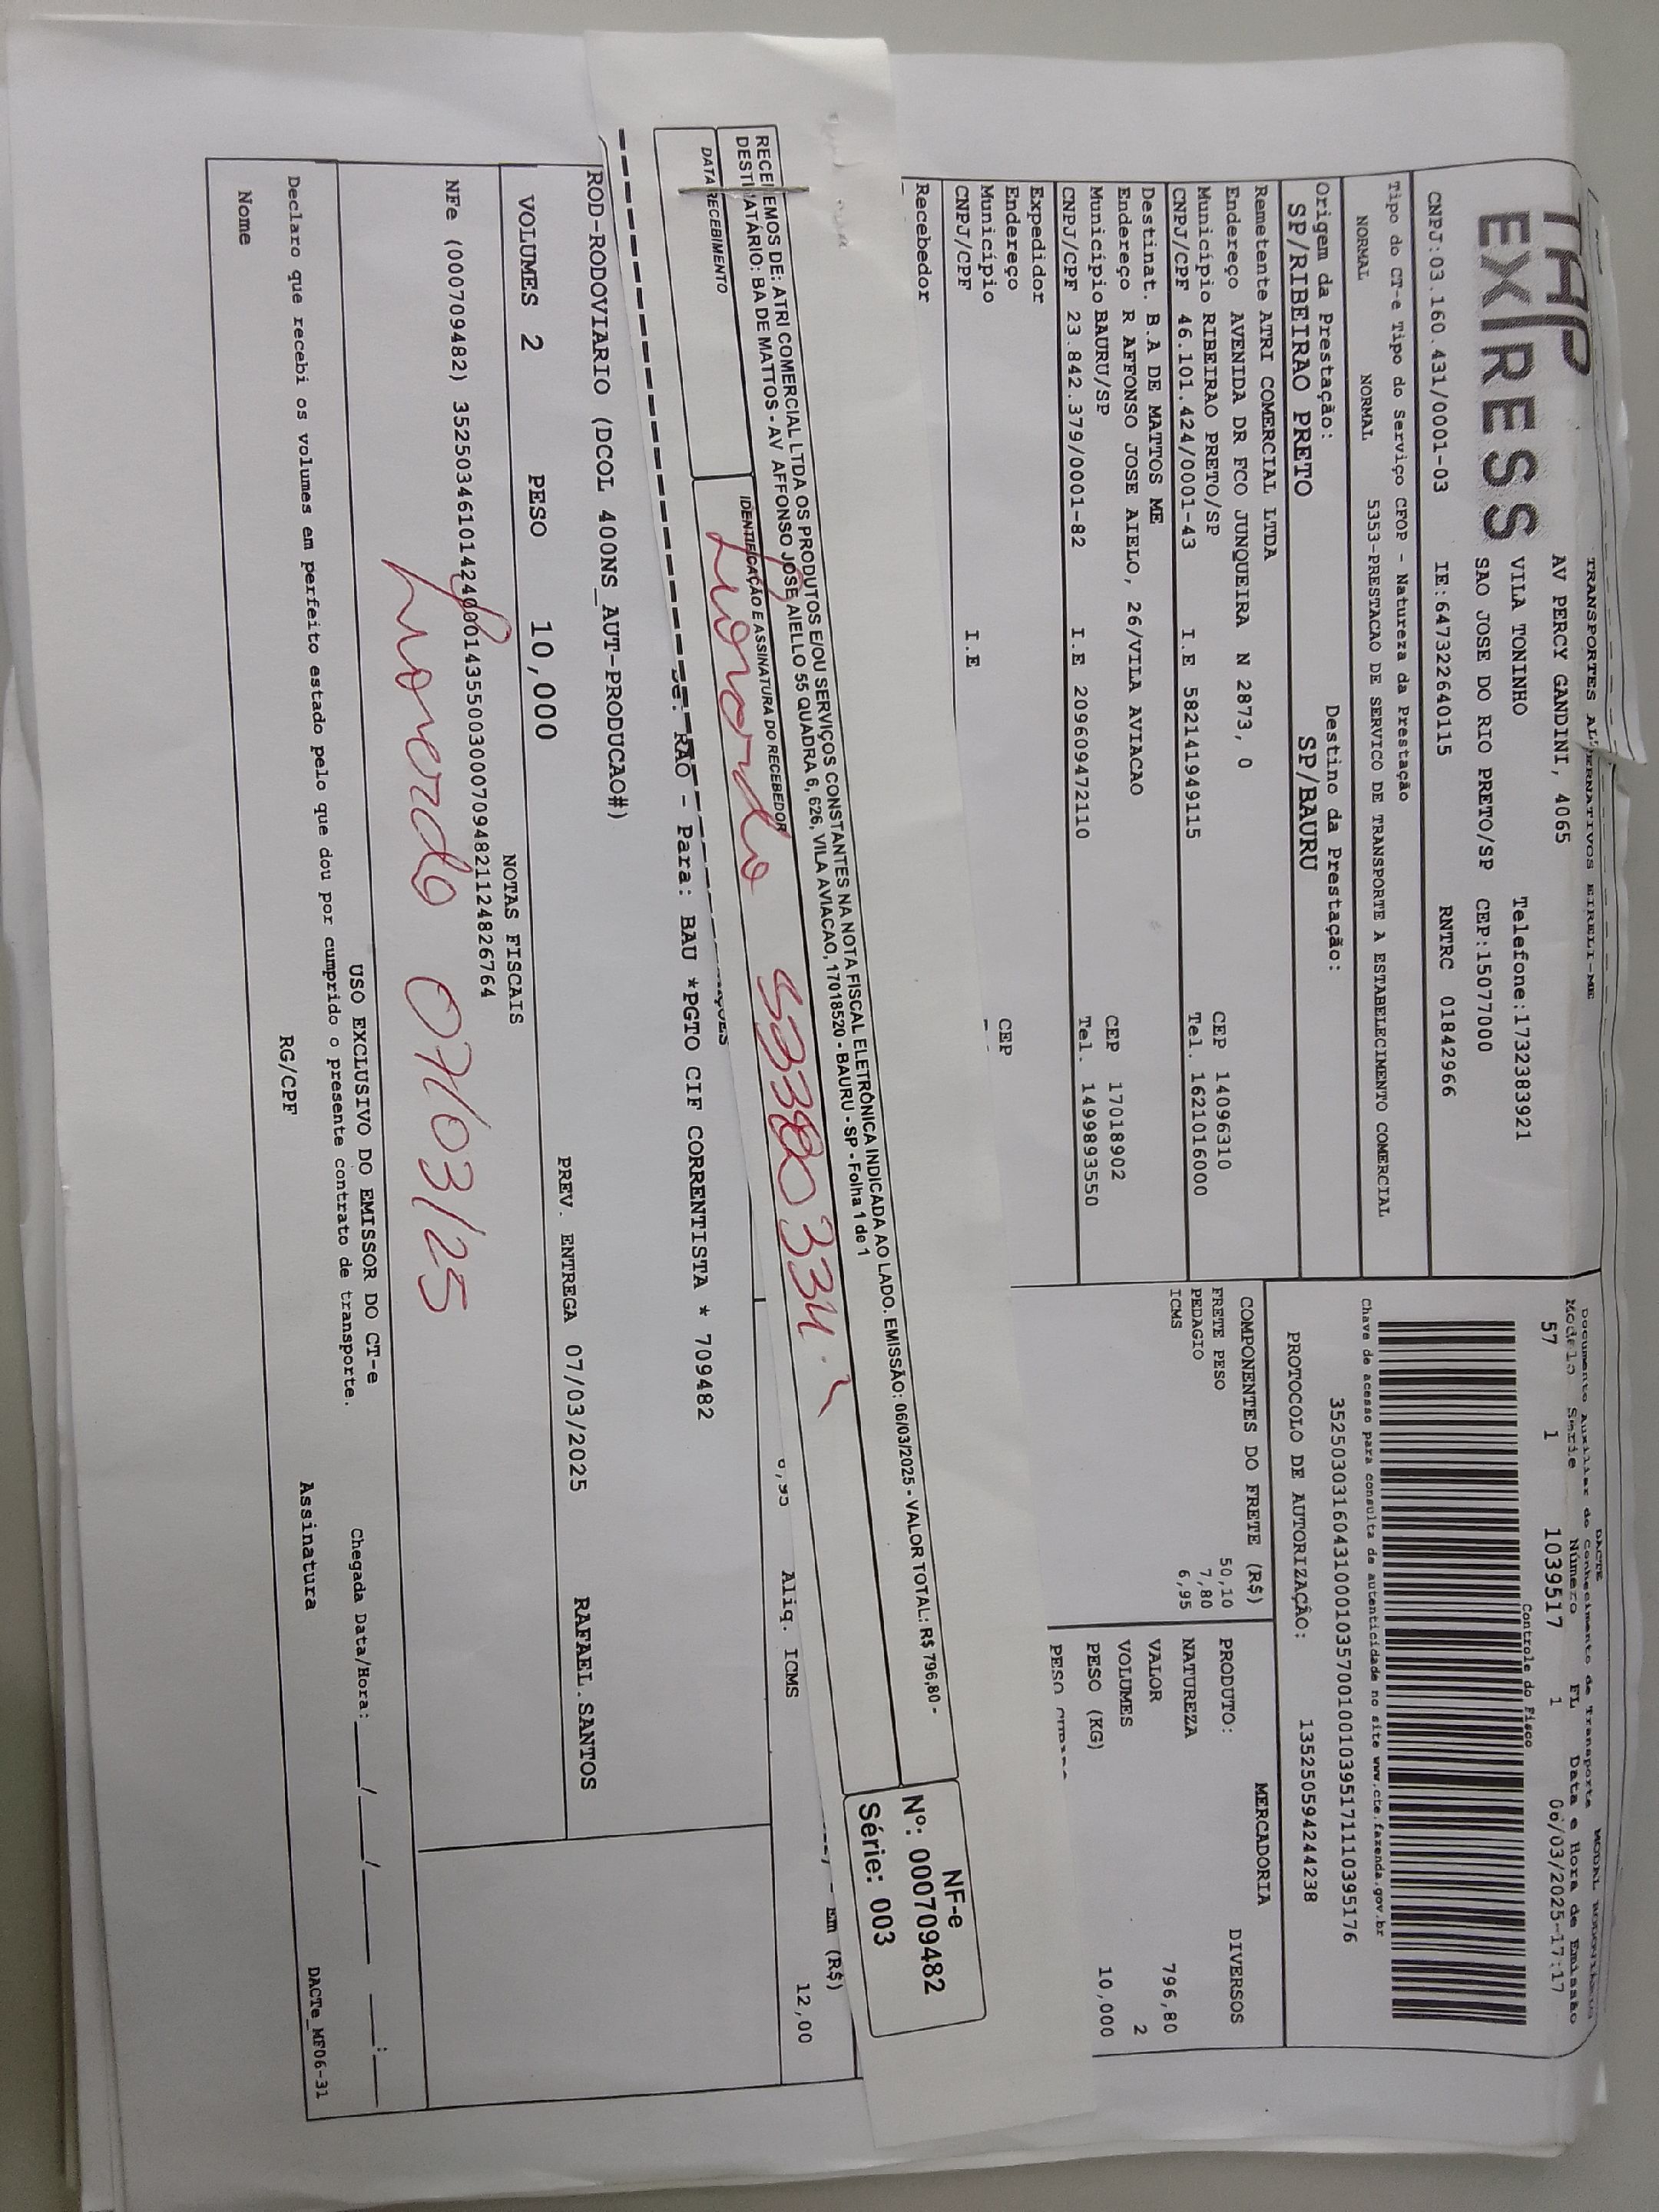 TAP
EXPRESS
TRANSPORTES ALTERNATIVOS EIRELI-ME
AV PERCY GANDINI, 4065
VILA TONINHO Telefone:1732383921
SAO JOSE DO RIO PRETO/SP CEP:15077000
CNPJ:03.160.431/0001-03 IE:647322640115 RNTRC 01842966
Tipo do CT-e Tipo do Serviço CFOP - Natureza da Prestação
NORMAL NORMAL 5353-PRESTACAO DE SERVICO DE TRANSPORTE A ESTABELECIMENTO COMERCIAL
Origem da Prestação: Destino da Prestação:
SP/RIBEIRAO PRETO SP/BAURU
DACTE MODAL RODOVIARIO
Documento Auxiliar do Conhecimento de Transporte
Modelo Serie Número FL Data e Hora de Emissão
57 1 1039517 1 06/03/2025-17:17
Controle do Fisco
Chave de acesso para consulta de autenticidade no site www.cte.fazenda.gov.br
35250303160431000103570010010395171110395176
PROTOCOLO DE AUTORIZAÇÃO: 135250594244238
Remetente ATRI COMERCIAL LTDA
Endereço AVENIDA DR FCO JUNQUEIRA N 2873, 0 CEP 14096310
Município RIBEIRAO PRETO/SP Tel. 1621016000
CNPJ/CPF 46.101.424/0001-43 I.E 582141949115
Destinat. B.A DE MATTOS ME
Endereço R AFFONSO JOSE AIELO, 26/VILA AVIACAO CEP 17018902
Município BAURU/SP Tel. 1499893550
CNPJ/CPF 23.842.379/0001-82 I.E 209609472110
Expedidor
Endereço CEP
Município
CNPJ/CPF I.E
Recebedor
COMPONENTES DO FRETE (R$)
FRETE PESO 50,10
PEDAGIO 7,80
ICMS 6,95
MERCADORIA
PRODUTO: DIVERSOS
NATUREZA
VALOR 796,80
VOLUMES 2
PESO (KG) 10,000
PESO
RECEBEMOS DE: ATRI COMERCIAL LTDA OS PRODUTOS E/OU SERVIÇOS CONSTANTES NA NOTA FISCAL ELETRÔNICA INDICADA AO LADO. EMISSÃO: 06/03/2025 - VALOR TOTAL: R$ 796,80 -
DESTINATÁRIO: BA DE MATTOS - AV AFFONSO JOSE AIELLO 55 QUADRA 6, 626, VILA AVIACAO, 17018520 - BAURU - SP - Folha 1 de 1
DATA RECEBIMENTO IDENTIFICAÇÃO E ASSINATURA DO RECEBEDOR
NF-e
Nº: 000709482
Série: 003
Em (R$)
6,95 Aliq. ICMS 12,00
RAO - Para: BAU *PGTO CIF CORRENTISTA * 709482
ROD-RODOVIARIO (DCOL 400NS_AUT-PRODUCAO#)
VOLUMES 2 PESO 10,000 PREV. ENTREGA 07/03/2025 RAFAEL.SANTOS
NOTAS FISCAIS
NFe (000709482) 35250346101424000143550030007094821124826764
Leonardo 07/03/25
USO EXCLUSIVO DO EMISSOR DO CT-e
Declaro que recebi os volumes em perfeito estado pelo que dou por cumprido o presente contrato de transporte. Chegada Data/Hora: ___/___/___ __:__
Nome RG/CPF Assinatura
DACTe_MF06-31